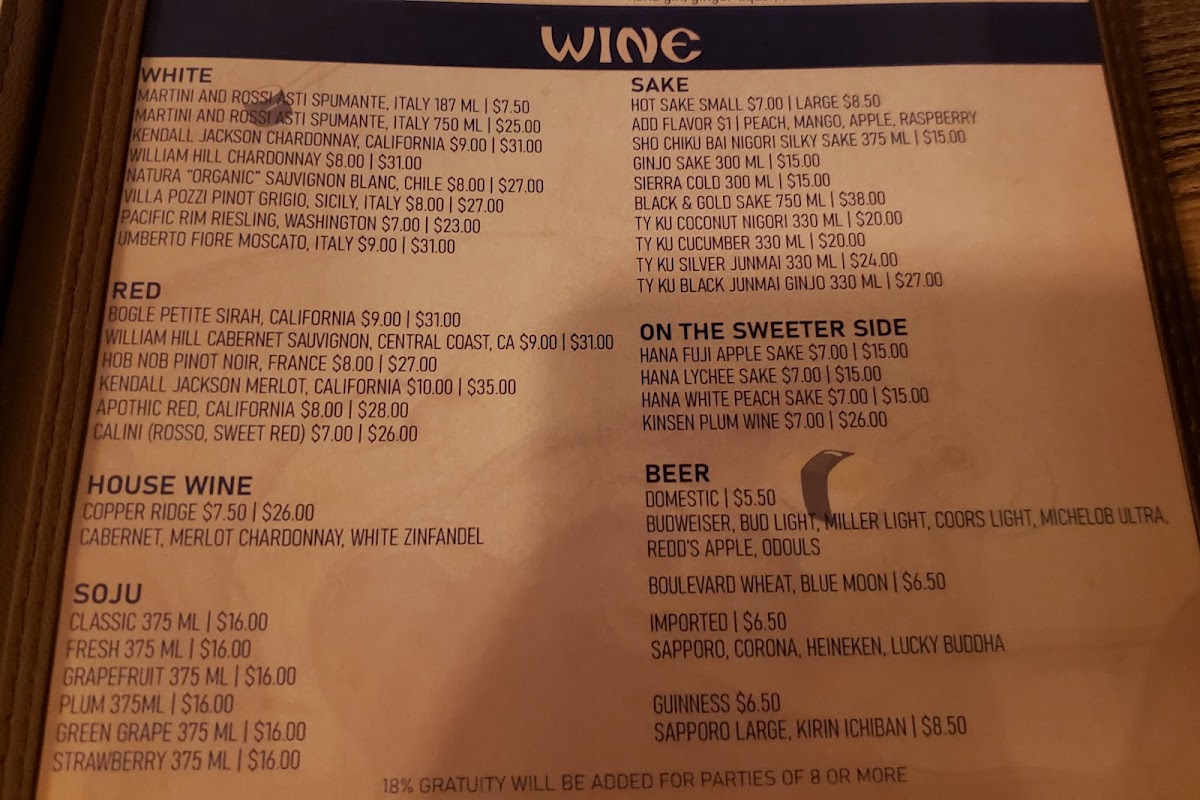 WINE
WHITE
MARTINI AND ROSSI ASTI SPUMANTE, ITALY 187 ML | $7.50
MARTINI AND ROSSI ASTI SPUMANTE, ITALY 750 ML | $25.00
KENDALL JACKSON CHARDONNAY, CALIFORNIA $9.00 | $31.00
WILLIAM HILL CHARDONNAY $8.00 | $31.00
NATURA "ORGANIC" SAUVIGNON BLANC, CHILE $8.00 | $27.00
VILLA POZZI PINOT GRIGIO, SICILY, ITALY $8.00 | $27.00
PACIFIC RIM RIESLING, WASHINGTON $7.00 | $23.00
UMBERTO FIORE MOSCATO, ITALY $9.00 | $31.00
RED
BOGLE PETITE SIRAH, CALIFORNIA $9.00 | $31.00
WILLIAM HILL CABERNET SAUVIGNON, CENTRAL COAST, CA $9.00 | $31.00
HOB NOB PINOT NOIR, FRANCE $8.00 | $27.00
KENDALL JACKSON MERLOT, CALIFORNIA $10.00 | $35.00
APOTHIC RED, CALIFORNIA $8.00 | $28.00
CALINI (ROSSO, SWEET RED) $7.00 | $26.00
HOUSE WINE
COPPER RIDGE $7.50 | $26.00
CABERNET, MERLOT CHARDONNAY, WHITE ZINFANDEL
SOJU
CLASSIC 375 ML | $16.00
FRESH 375 ML | $16.00
GRAPEFRUIT 375 ML | $16.00
PLUM 375ML | $16.00
GREEN GRAPE 375 ML | $16.00
STRAWBERRY 375 ML | $16.00
SAKE
HOT SAKE SMALL $7.00 | LARGE $8.50
ADD FLAVOR $1 | PEACH, MANGO, APPLE, RASPBERRY
SHO CHIKU BAI NIGORI SILKY SAKE 375 ML | $15.00
GINJO SAKE 300 ML | $15.00
SIERRA COLD 300 ML | $15.00
BLACK & GOLD SAKE 750 ML | $38.00
TY KU COCONUT NIGORI 330 ML | $20.00
TY KU CUCUMBER 330 ML | $20.00
TY KU SILVER JUNMAI 330 ML | $24.00
TY KU BLACK JUNMAI GINJO 330 ML | $27.00
ON THE SWEETER SIDE
HANA FUJI APPLE SAKE $7.00 | $15.00
HANA LYCHEE SAKE $7.00 | $15.00
HANA WHITE PEACH SAKE $7.00 | $15.00
KINSEN PLUM WINE $7.00 | $26.00
BEER
DOMESTIC | $5.50
BUDWEISER, BUD LIGHT, MILLER LIGHT, COORS LIGHT, MICHELOB ULTRA,
REDD'S APPLE, ODOULS
BOULEVARD WHEAT, BLUE MOON | $6.50
IMPORTED | $6.50
SAPPORO, CORONA, HEINEKEN, LUCKY BUDDHA
GUINNESS $6.50
SAPPORO LARGE, KIRIN ICHIBAN | $8.50
18% GRATUITY WILL BE ADDED FOR PARTIES OF 8 OR MORE